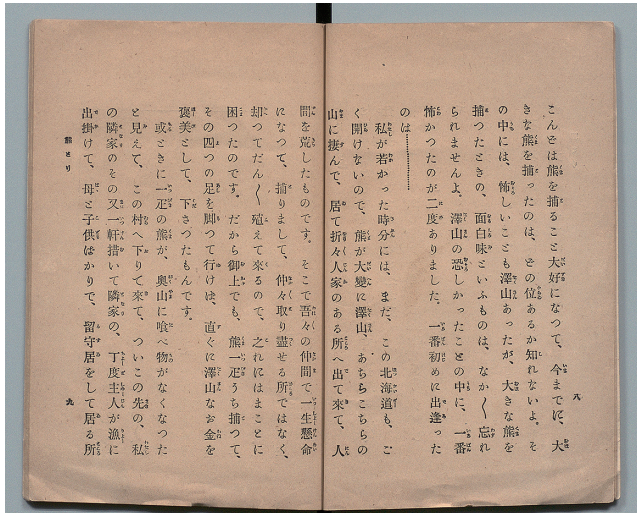 こんどは熊を捕ること大好になつて、今までに、大
きな熊を捕つたのは、どの位あるか知れないよ。そ
の中には、怖しいことも澤山あつたが、大きな熊を
捕つたときの、面白味といふものは、なか〳〵忘れ
られませんよ。澤山の恐しかつたことの中に、一番
怖かつたのが二度ありました。一番初めに出逢つた
のは…………………
私が若かつた時分には、まだ、この北海道も、ご
く開けないので、熊が大變に澤山、あちらこちらの
山に棲んで、居て折々人家のある所へ出て來て、人
八
間を荒したものです。そこで吾々の仲間で一生懸命
になつて、捕りまして、仲々取り盡せる所ではなく、
却つてだん〳〵殖えて來るので、之れにはまことに
困つたのです。だから御上でも、熊一疋うち捕つて、
その四つの足を脚つて行けば、直ぐに澤山なお金を
褒美として、下さつたもんです。
或ときに一疋の熊が、奥山に喰べ物がなくなつた
と見えて、この村へ下りて來て、ついこの先の、私
の隣家のその又一軒措いて隣家の、丁度主人が漁に
出掛けて、母と子供ばかりで、留守居をして居る所
熊とり
九